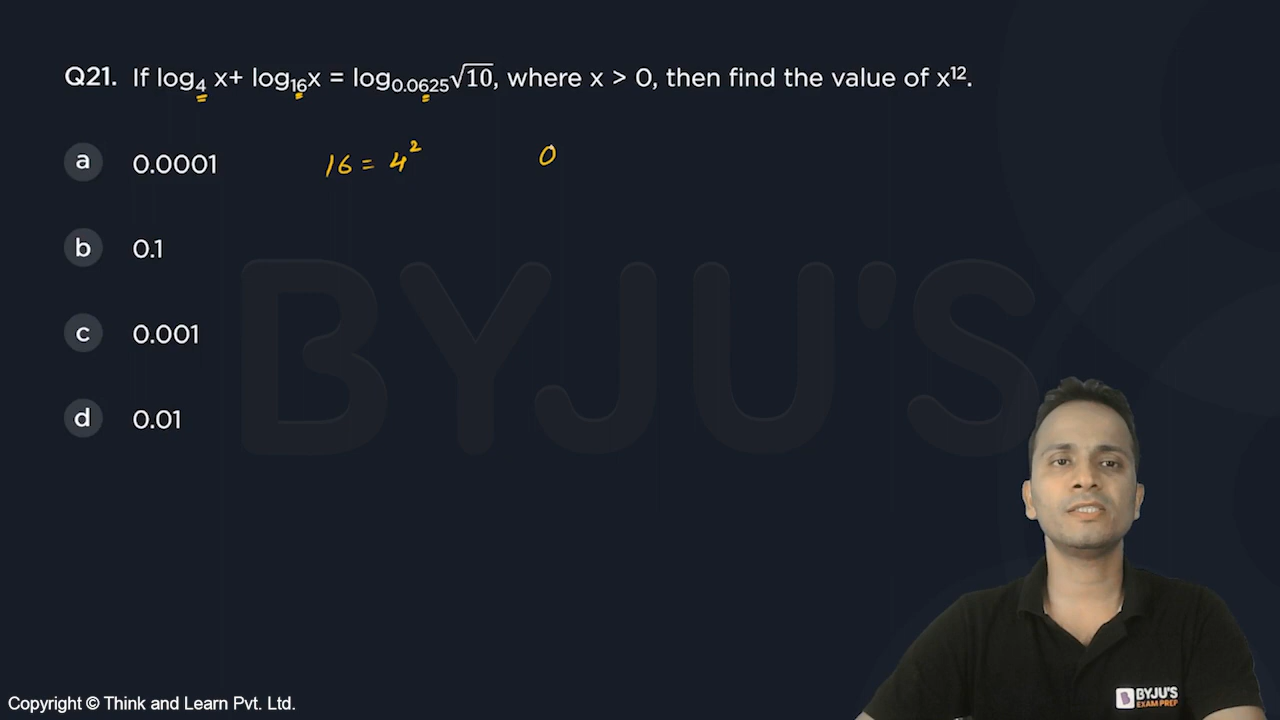 Q21. If log₄ x+ log₁₆x = log₀.₀₆₂₅√10, where x > 0, then find the value of x¹².
a 0.0001
16 = 4² 0
b 0.1
c 0.001
d 0.01
BYJU'S
BYJU'S
EXAM PREP
Copyright © Think and Learn Pvt. Ltd.